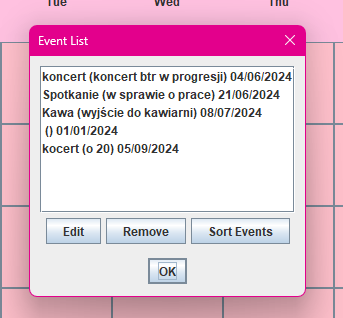 Tue Wed Thu
Event List
koncert (koncert btr w progresji) 04/06/2024
Spotkanie (w sprawie o prace) 21/06/2024
Kawa (wyjście do kawiarni) 08/07/2024
() 01/01/2024
kocert (o 20) 05/09/2024
Edit Remove Sort Events
OK